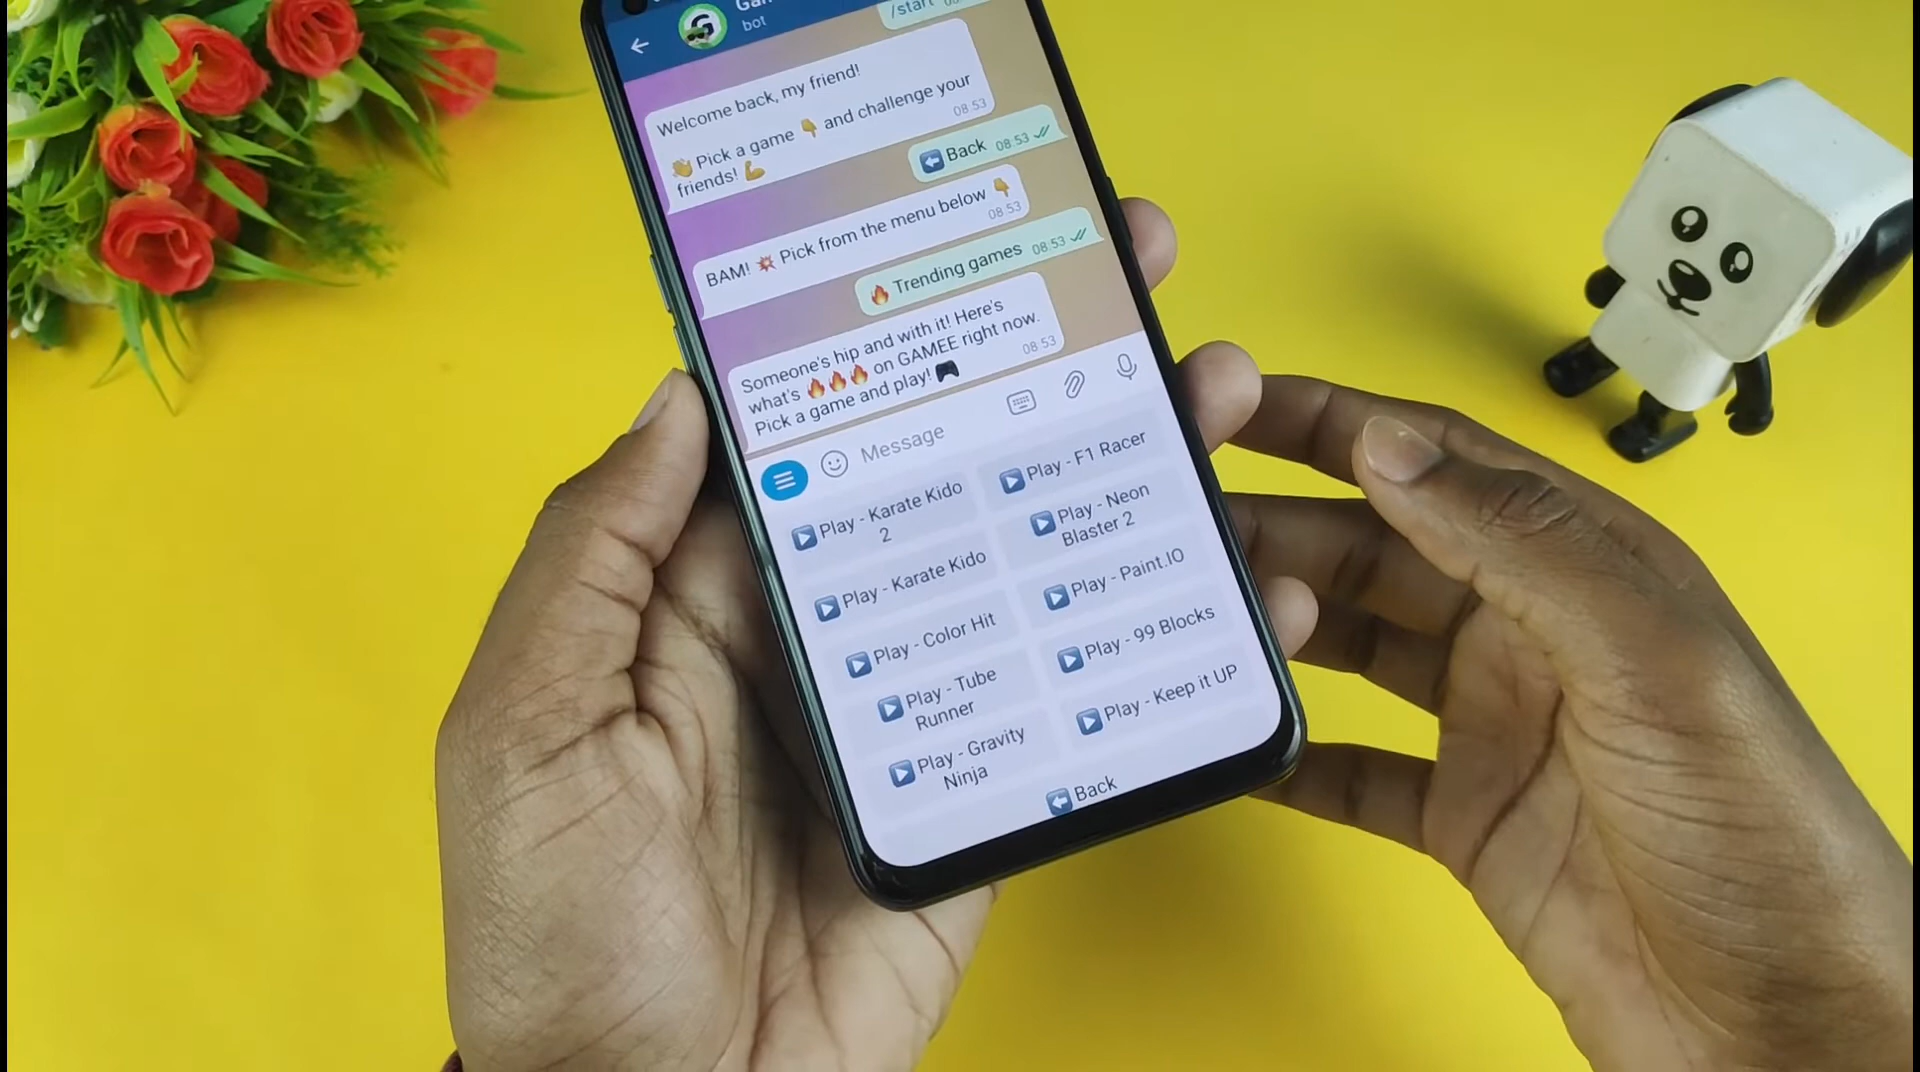 bot
/start
Welcome back, my friend!
👋 Pick a game 👇 and challenge your
friends! 💪
08:53
⬅️ Back 08:53
BAM! 💥 Pick from the menu below 👇
08:53
🔥 Trending games 08:53
Someone's hip and with it! Here's
what's 🔥🔥🔥 on GAMEE right now.
Pick a game and play! 🎮
08:53
Message
▶️ Play - Karate Kido
2
▶️ Play - F1 Racer
▶️ Play - Karate Kido
▶️ Play - Neon
Blaster 2
▶️ Play - Color Hit
▶️ Play - Paint.IO
▶️ Play - Tube
Runner
▶️ Play - 99 Blocks
▶️ Play - Gravity
Ninja
▶️ Play - Keep it UP
⬅️ Back